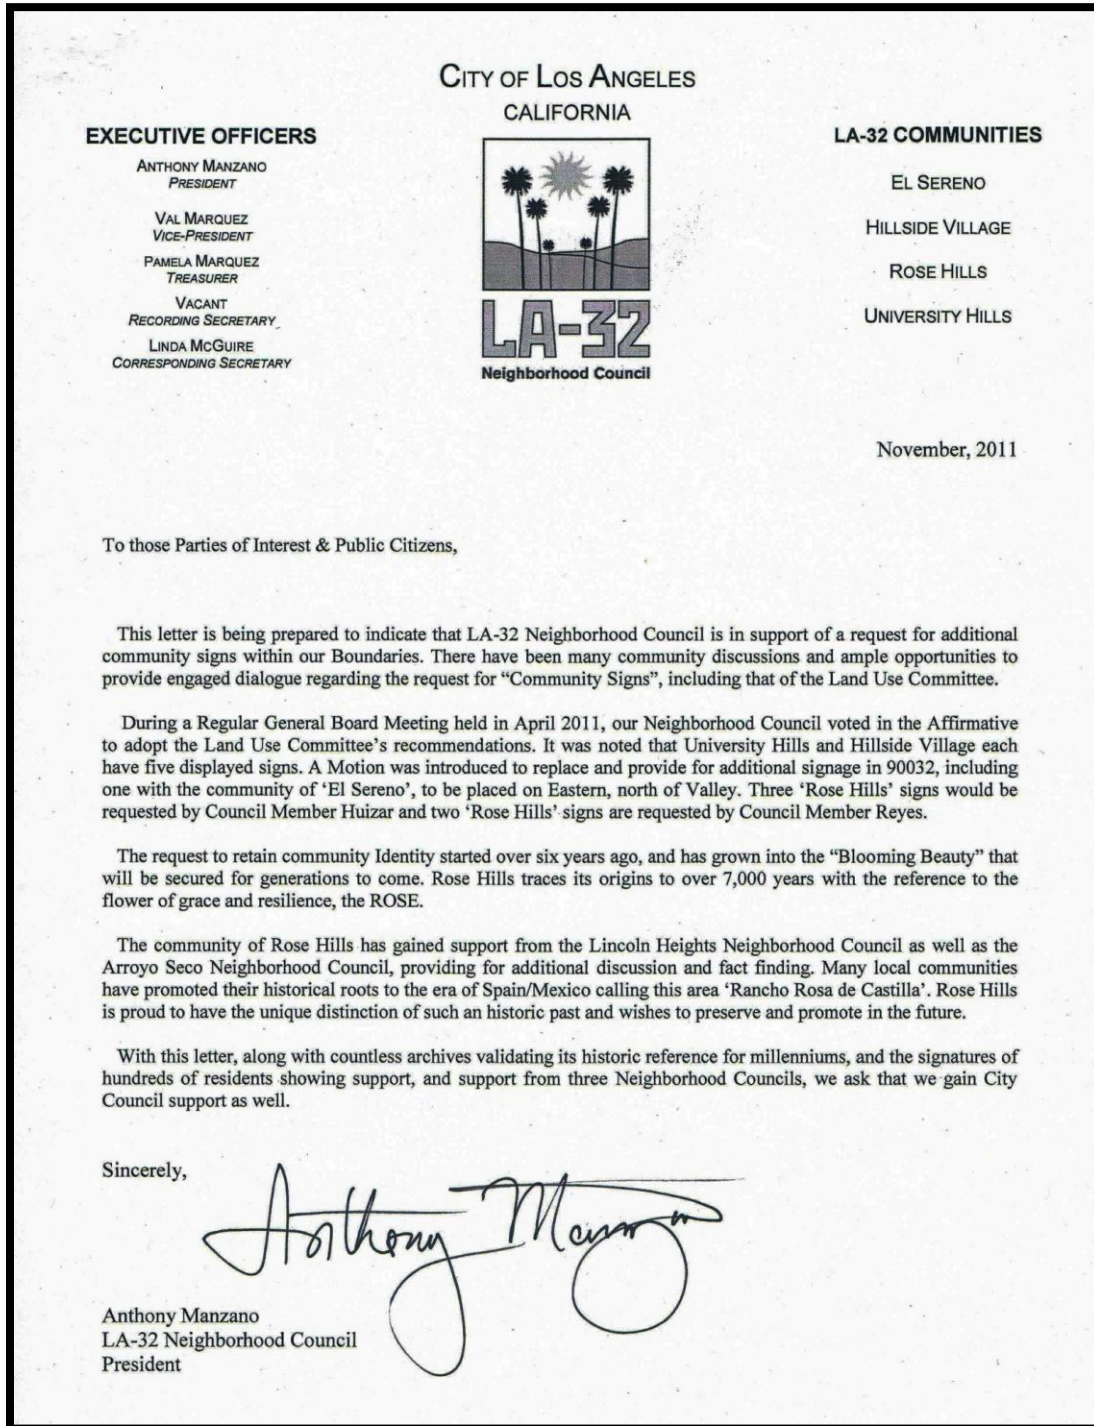 CITY OF LOS ANGELES
CALIFORNIA
EXECUTIVE OFFICERS
ANTHONY MANZANO
PRESIDENT
VAL MARQUEZ
VICE-PRESIDENT
PAMELA MARQUEZ
TREASURER
VACANT
RECORDING SECRETARY
LINDA MCGUIRE
CORRESPONDING SECRETARY
LA-32
Neighborhood Council
LA-32 COMMUNITIES
EL SERENO
HILLSIDE VILLAGE
ROSE HILLS
UNIVERSITY HILLS
November, 2011
To those Parties of Interest & Public Citizens,
This letter is being prepared to indicate that LA-32 Neighborhood Council is in support of a request for additional
community signs within our Boundaries. There have been many community discussions and ample opportunities to
provide engaged dialogue regarding the request for “Community Signs”, including that of the Land Use Committee.
During a Regular General Board Meeting held in April 2011, our Neighborhood Council voted in the Affirmative
to adopt the Land Use Committee’s recommendations. It was noted that University Hills and Hillside Village each
have five displayed signs. A Motion was introduced to replace and provide for additional signage in 90032, including
one with the community of ‘El Sereno’, to be placed on Eastern, north of Valley. Three ‘Rose Hills’ signs would be
requested by Council Member Huizar and two ‘Rose Hills’ signs are requested by Council Member Reyes.
The request to retain community Identity started over six years ago, and has grown into the “Blooming Beauty” that
will be secured for generations to come. Rose Hills traces its origins to over 7,000 years with the reference to the
flower of grace and resilience, the ROSE.
The community of Rose Hills has gained support from the Lincoln Heights Neighborhood Council as well as the
Arroyo Seco Neighborhood Council, providing for additional discussion and fact finding. Many local communities
have promoted their historical roots to the era of Spain/Mexico calling this area ‘Rancho Rosa de Castilla’. Rose Hills
is proud to have the unique distinction of such an historic past and wishes to preserve and promote in the future.
With this letter, along with countless archives validating its historic reference for millenniums, and the signatures of
hundreds of residents showing support, and support from three Neighborhood Councils, we ask that we gain City
Council support as well.
Sincerely,
Anthony Manzano
Anthony Manzano
LA-32 Neighborhood Council
President